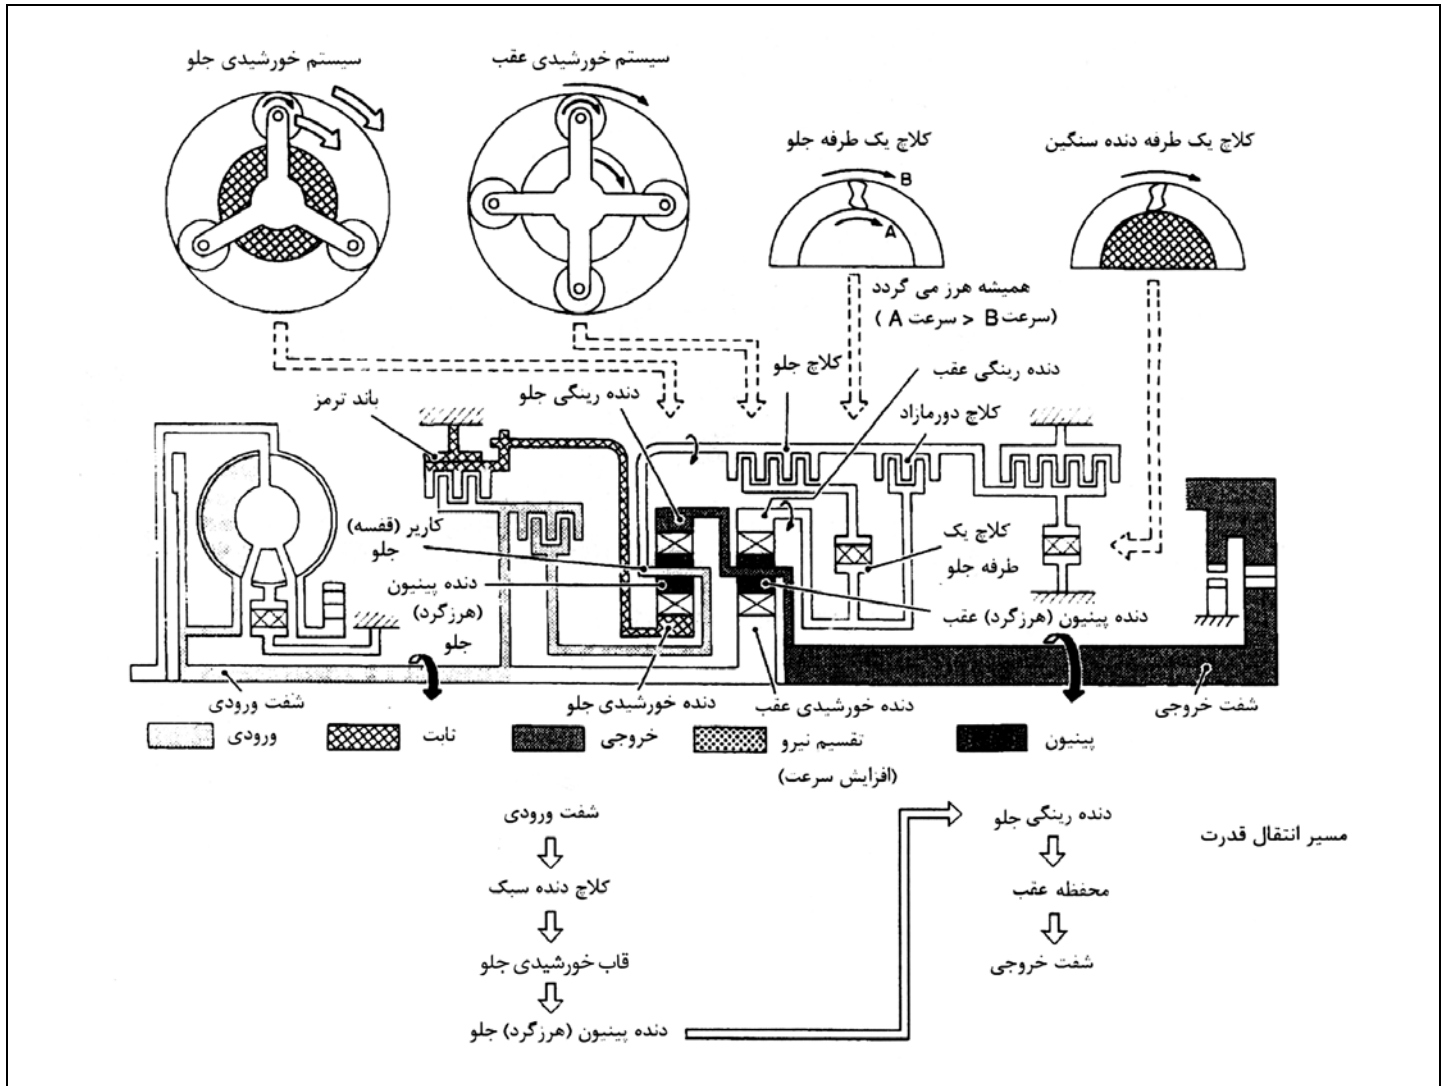 سیستم خورشیدی جلو
سیستم خورشیدی عقب
کلاچ یک طرفه جلو
کلاچ یک طرفه دنده سنگین
B
A
همیشه هرز می گردد
(سرعت B < سرعت A )
کلاچ جلو
دنده رینگی عقب
دنده رینگی جلو
باند ترمز
کلاچ دورمازاد
کاریر (قفسه)
جلو
کلاچ یک
طرفه جلو
دنده پینیون
(هرزگرد)
جلو
دنده پینیون (هرزگرد) عقب
شفت ورودی
دنده خورشیدی جلو
دنده خورشیدی عقب
شفت خروجی
ورودی
ثابت
خروجی
تقسیم نیرو
(افزایش سرعت)
پینیون
شفت ورودی
کلاچ دنده سبک
قاب خورشیدی جلو
دنده پینیون (هرزگرد) جلو
دنده رینگی جلو
محفظه عقب
شفت خروجی
مسیر انتقال قدرت